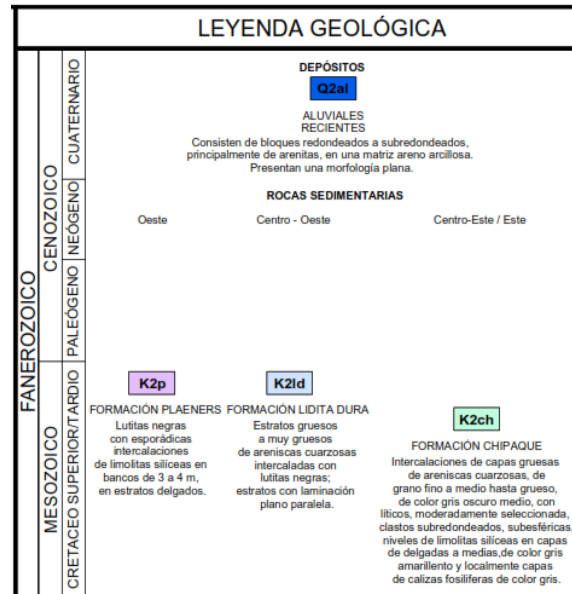 LEYENDA GEOLÓGICA
FANEROZOICO
CENOZOICO
CUATERNARIO
NEÓGENO
PALEÓGENO
MESOZOICO
CRETACEO SUPERIOR/TARDIO
DEPÓSITOS
Q2al
ALUVIALES
RECIENTES
Consisten de bloques redondeados a subredondeados,
principalmente de arenitas, en una matriz areno arcillosa.
Presentan una morfología plana.
ROCAS SEDIMENTARIAS
Oeste
Centro - Oeste
Centro-Este / Este
K2p
FORMACIÓN PLAENERS
Lutitas negras
con esporádicas
intercalaciones
de limolitas silíceas en
bancos de 3 a 4 m,
en estratos delgados.
K2ld
FORMACIÓN LIDITA DURA
Estratos gruesos
a muy gruesos
de areniscas cuarzosas
intercaladas con
lutitas negras;
estratos con laminación
plano paralela.
K2ch
FORMACIÓN CHIPAQUE
Intercalaciones de capas gruesas
de areniscas cuarzosas, de
grano fino a medio hasta grueso,
de color gris oscuro medio, con
líticos, moderadamente seleccionada,
clastos subredondeados, subesféricas,
niveles de limolitas silíceas en capas
de delgadas a medias,de color gris
amarillento y localmente capas
de calizas fosiliferas de color gris.